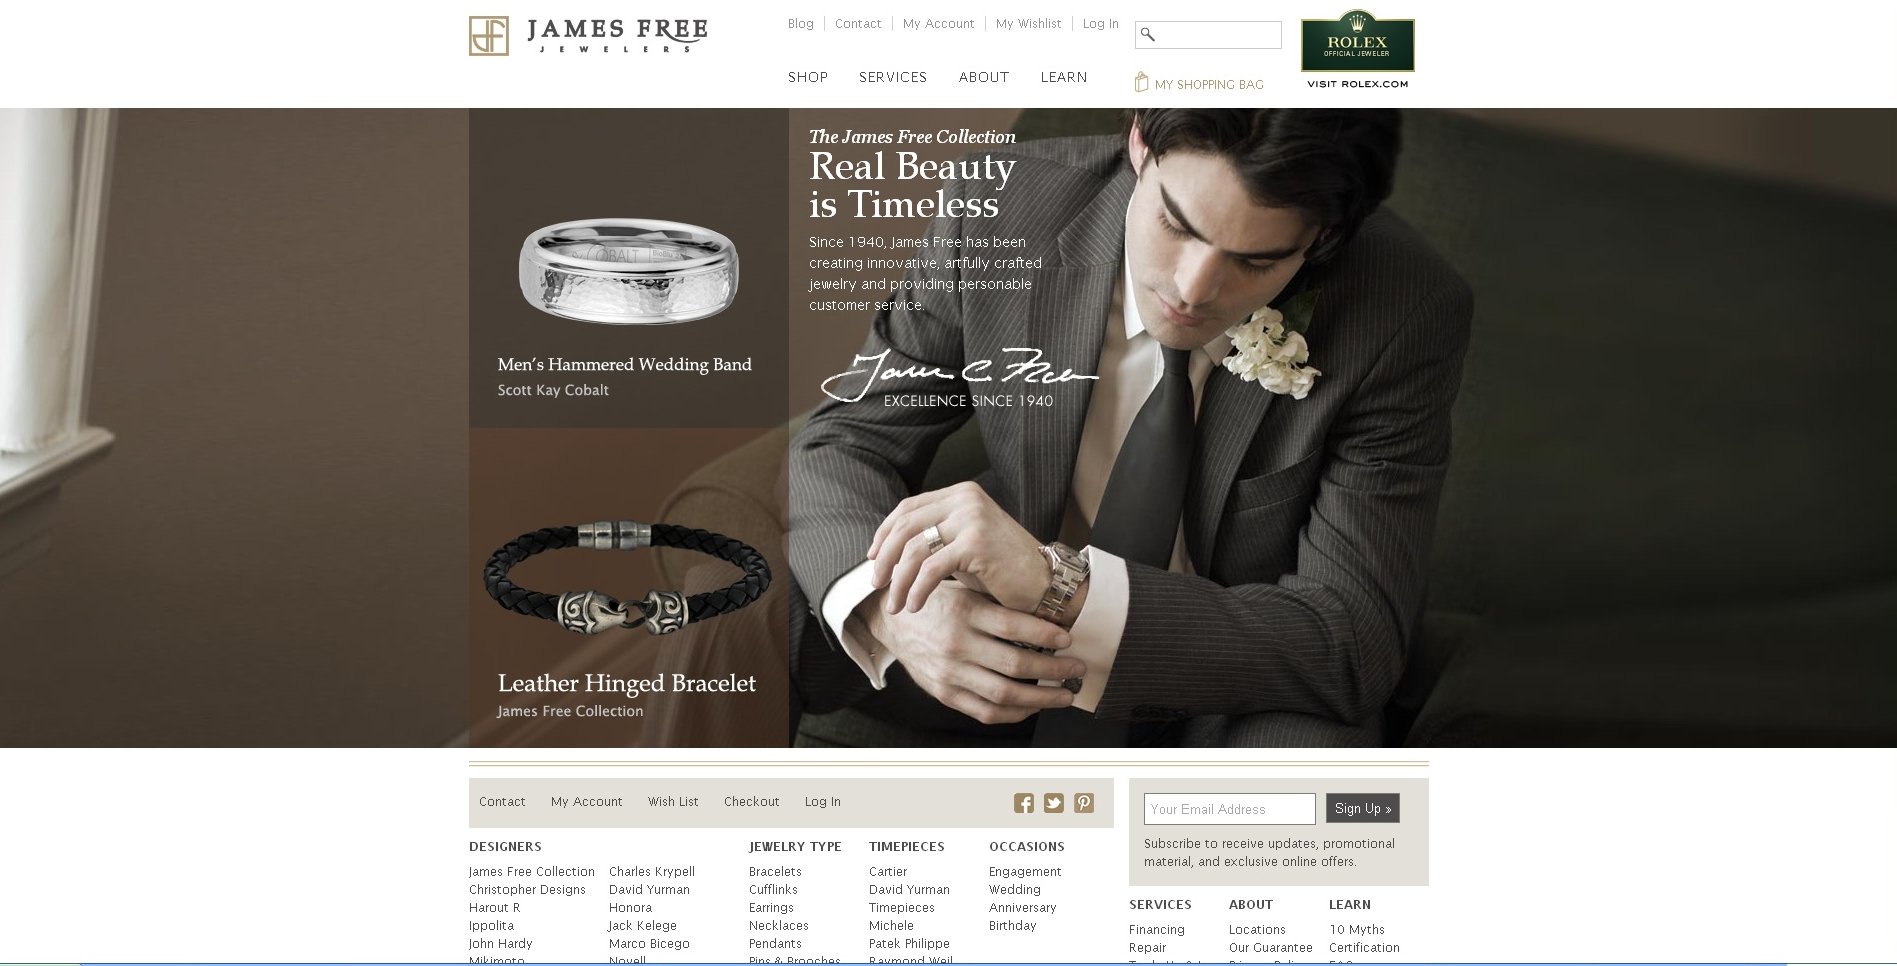 JAMES FREE
JEWELERS
Blog
Contact
My Account
My Wishlist
Log In
SHOP
SERVICES
ABOUT
LEARN
MY SHOPPING BAG
ROLEX
OFFICIAL JEWELER
VISIT ROLEX.COM
COBALT
Men's Hammered Wedding Band
Scott Kay Cobalt
Leather Hinged Bracelet
James Free Collection
The James Free Collection
Real Beauty
is Timeless
Since 1940, James Free has been
creating innovative, artfully crafted
jewelry and providing personable
customer service.
James C Free
EXCELLENCE SINCE 1940
Contact
My Account
Wish List
Checkout
Log In
Your Email Address
Sign Up »
Subscribe to receive updates, promotional
material, and exclusive online offers.
DESIGNERS
James Free Collection
Christopher Designs
Harout R
Ippolita
John Hardy
Mikimoto
Charles Krypell
David Yurman
Honora
Jack Kelege
Marco Bicego
Novell
JEWELRY TYPE
Bracelets
Cufflinks
Earrings
Necklaces
Pendants
Pins & Brooches
TIMEPIECES
Cartier
David Yurman
Timepieces
Michele
Patek Philippe
Raymond Weil
OCCASIONS
Engagement
Wedding
Anniversary
Birthday
SERVICES
Financing
Repair
ABOUT
Locations
Our Guarantee
LEARN
10 Myths
Certification